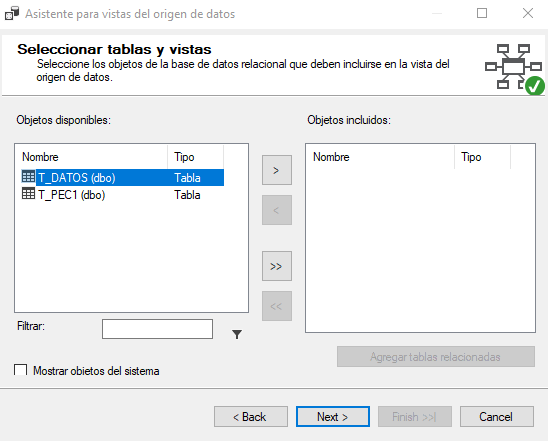 Asistente para vistas del origen de datos
Seleccionar tablas y vistas
Seleccione los objetos de la base de datos relacional que deben incluirse en la vista del
origen de datos.
Objetos disponibles:
Objetos incluidos:
Nombre Tipo
T_DATOS (dbo) Tabla
T_PEC1 (dbo) Tabla
Nombre Tipo
>
<
>>
<<
Filtrar:
Agregar tablas relacionadas
Mostrar objetos del sistema
< Back
Next >
Finish >>|
Cancel